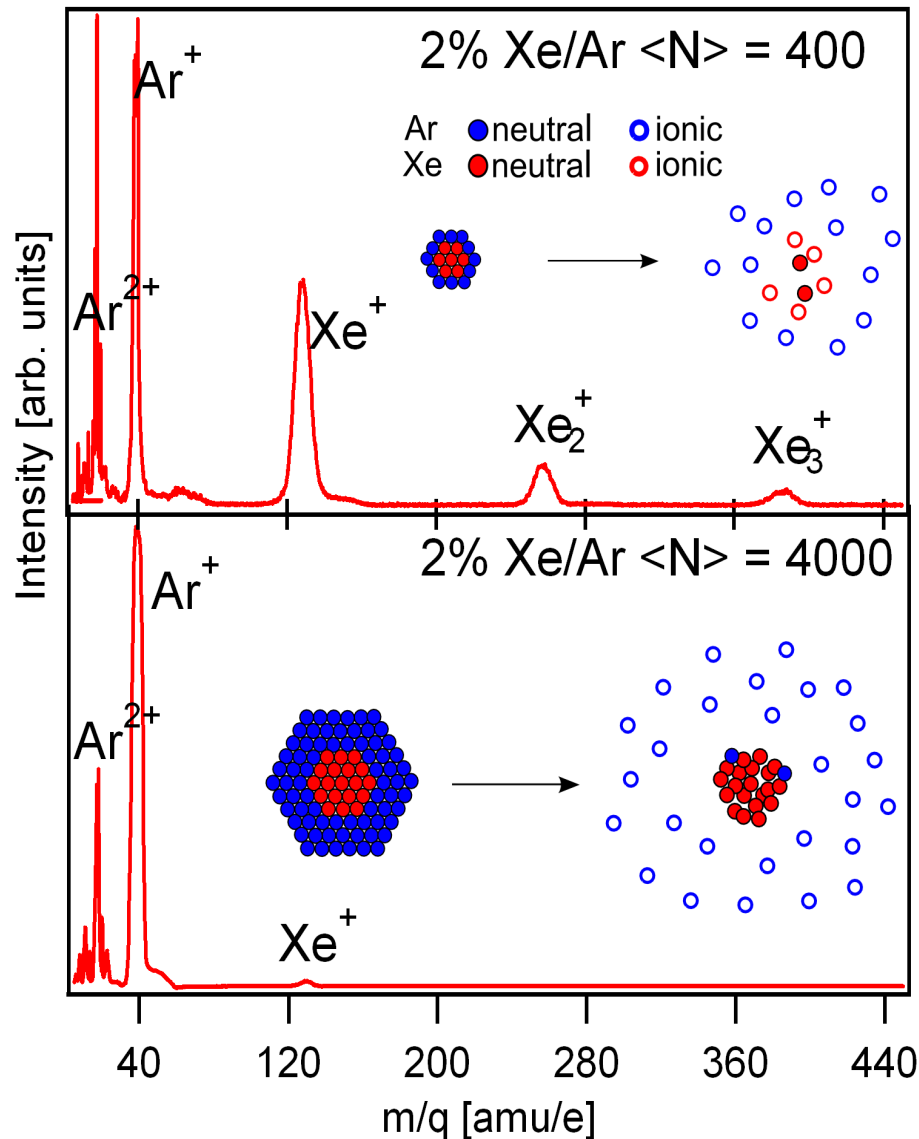 2% Xe/Ar <N> = 400
Ar⁺
Ar neutral ionic
Xe neutral ionic
Ar²⁺
Xe⁺
Xe₂⁺
Xe₃⁺
Intensity [arb. units]
2% Xe/Ar <N> = 4000
Ar⁺
Ar²⁺
Xe⁺
40 120 200 280 360 440
m/q [amu/e]